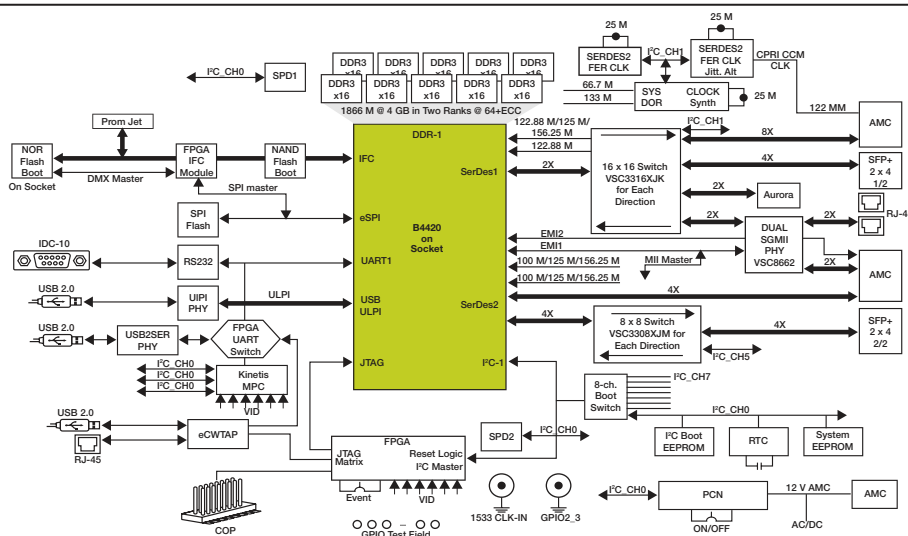 25 M
25 M
SERDES2
FER CLK
I²C_CH1
SERDES2
FER CLK
Jitt. Alt
CPRI CCM
CLK
I²C_CH0
SPD1
DDR3
x16
DDR3
x16
DDR3
x16
DDR3
x16
DDR3
x16
DDR3
x16
DDR3
x16
DDR3
x16
DDR3
x16
DDR3
x16
1866 M @ 4 GB in Two Ranks @ 64+ECC
66.7 M
133 M
SYS
DOR
CLOCK
Synth
25 M
122 MM
Prom Jet
NOR
Flash
Boot
On Socket
DMX Master
FPGA
IFC
Module
NAND
Flash
Boot
SPI master
SPI
Flash
DDR-1
IFC
SerDes1
eSPI
B4420
on
Socket
UART1
USB
ULPI
SerDes2
JTAG
I²C-1
122.88 M/125 M/
156.25 M
122.88 M
2X
16 x 16 Switch
VSC3316XJK
for Each
Direction
I²C_CH1
8X
AMC
4X
SFP+
2 x 4
1/2
2X
Aurora
2X
2X
RJ-4
EMI2
EMI1
MII Master
DUAL
SGMII
PHY
VSC8662
2X
AMC
100 M/125 M/156.25 M
100 M/125 M/156.25 M
4X
4X
8 x 8 Switch
VSC3308XJM for
Each Direction
4X
SFP+
2 x 4
2/2
I²C_CH5
IDC-10
RS232
USB 2.0
UIPI
PHY
ULPI
USB 2.0
USB2SER
PHY
FPGA
UART
Switch
I²C_CH0
I²C_CH0
I²C_CH0
Kinetis
MPC
VID
USB 2.0
RJ-45
eCWTAP
FPGA
JTAG
Matrix
Reset Logic
I²C Master
Event
VID
COP
GPIO Test Field
SPD2
I²C_CH0
8-ch.
Boot
Switch
I²C_CH7
I²C_CH0
I²C Boot
EEPROM
RTC
System
EEPROM
1533 CLK-IN
GPIO2_3
I²C_CH0
PCN
ON/OFF
12 V AMC
AC/DC
AMC